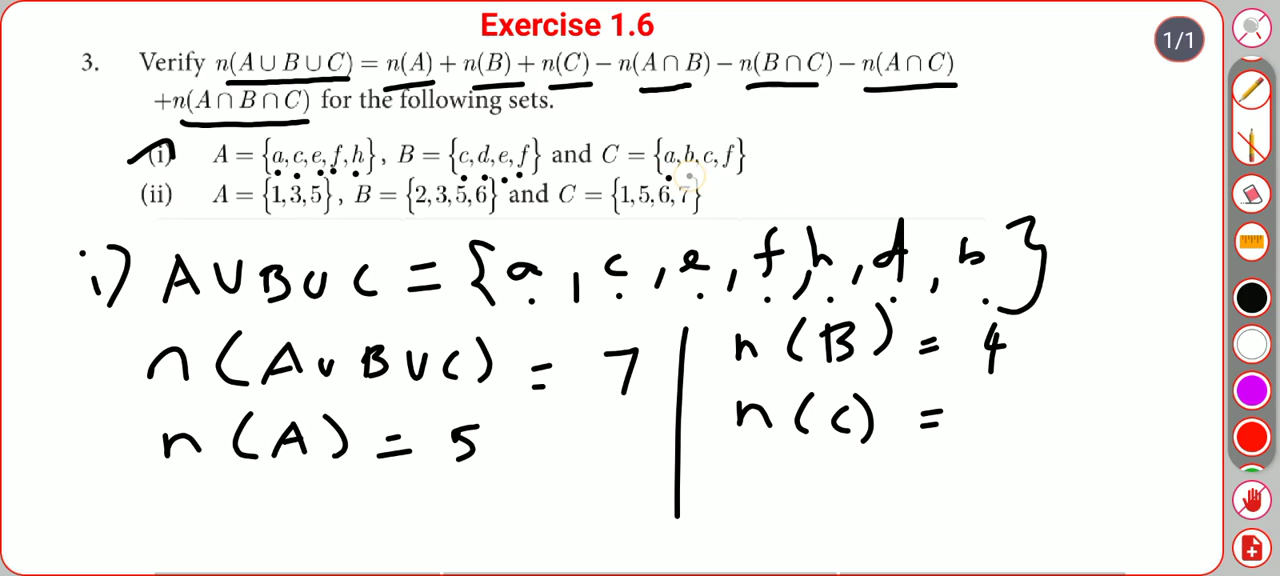 Exercise 1.6
1/1
3. Verify n(A∪B∪C) = n(A) + n(B) + n(C) − n(A∩B) − n(B∩C) − n(A∩C)
+n(A∩B∩C) for the following sets.
(i) A = {a, c, e, f, h}, B = {c, d, e, f} and C = {a, b, c, f}
(ii) A = {1, 3, 5}, B = {2, 3, 5, 6} and C = {1, 5, 6, 7}
i) A∪B∪C = {a, c, e, f, h, d, b}
n(A∪B∪C) = 7
n(A) = 5
n(B) = 4
n(C) =